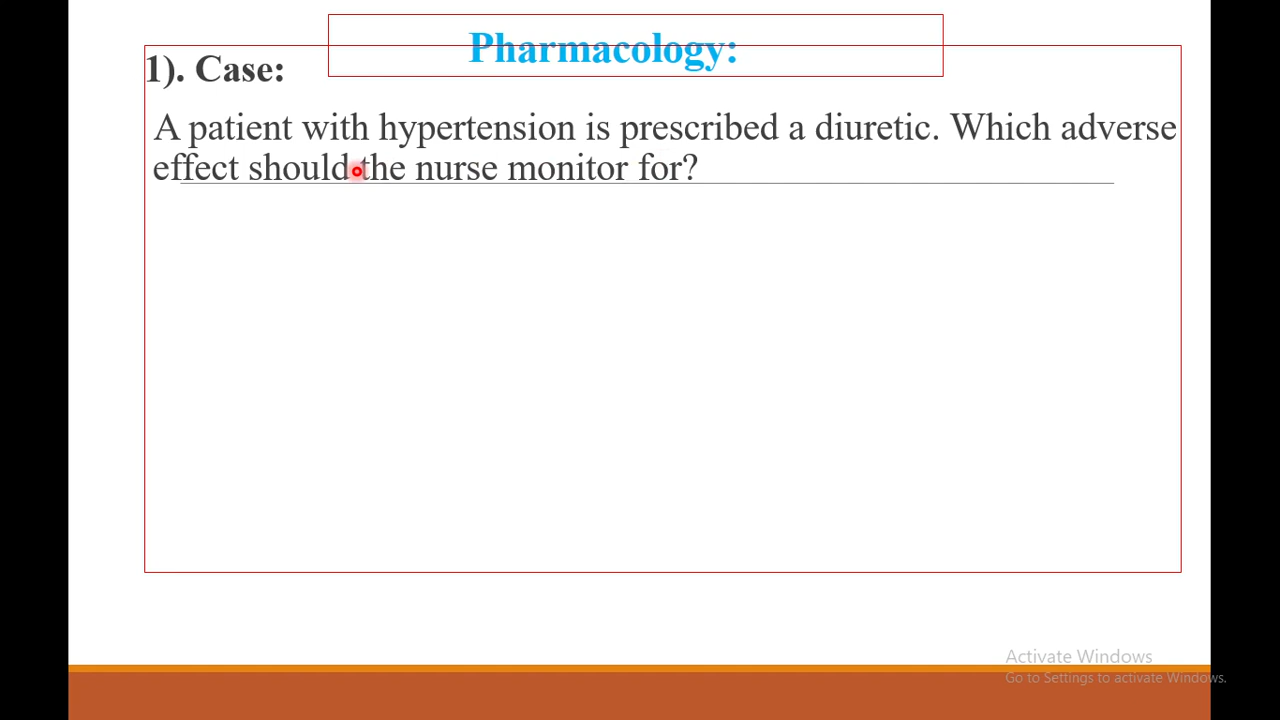 Pharmacology:
1). Case:
A patient with hypertension is prescribed a diuretic. Which adverse
effect should the nurse monitor for?
Activate Windows
Go to Settings to activate Windows.